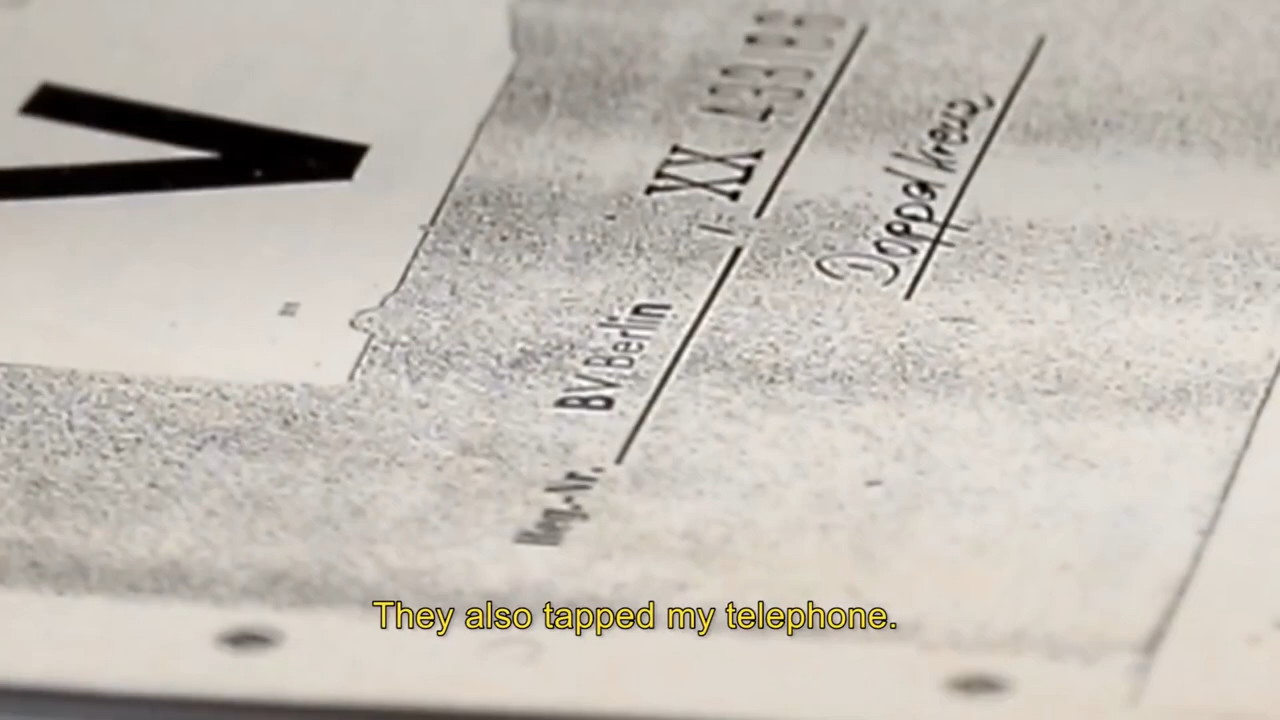 V
Reg.-Nr. BV Berlin I= XX
Doppelkreuz
They also tapped my telephone.